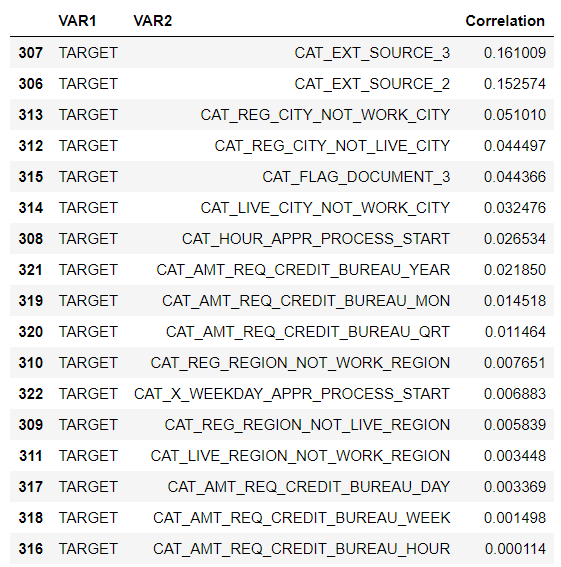 VAR1 VAR2 Correlation
307 TARGET CAT_EXT_SOURCE_3 0.161009
306 TARGET CAT_EXT_SOURCE_2 0.152574
313 TARGET CAT_REG_CITY_NOT_WORK_CITY 0.051010
312 TARGET CAT_REG_CITY_NOT_LIVE_CITY 0.044497
315 TARGET CAT_FLAG_DOCUMENT_3 0.044366
314 TARGET CAT_LIVE_CITY_NOT_WORK_CITY 0.032476
308 TARGET CAT_HOUR_APPR_PROCESS_START 0.026534
321 TARGET CAT_AMT_REQ_CREDIT_BUREAU_YEAR 0.021850
319 TARGET CAT_AMT_REQ_CREDIT_BUREAU_MON 0.014518
320 TARGET CAT_AMT_REQ_CREDIT_BUREAU_QRT 0.011464
310 TARGET CAT_REG_REGION_NOT_WORK_REGION 0.007651
322 TARGET CAT_X_WEEKDAY_APPR_PROCESS_START 0.006883
309 TARGET CAT_REG_REGION_NOT_LIVE_REGION 0.005839
311 TARGET CAT_LIVE_REGION_NOT_WORK_REGION 0.003448
317 TARGET CAT_AMT_REQ_CREDIT_BUREAU_DAY 0.003369
318 TARGET CAT_AMT_REQ_CREDIT_BUREAU_WEEK 0.001498
316 TARGET CAT_AMT_REQ_CREDIT_BUREAU_HOUR 0.000114